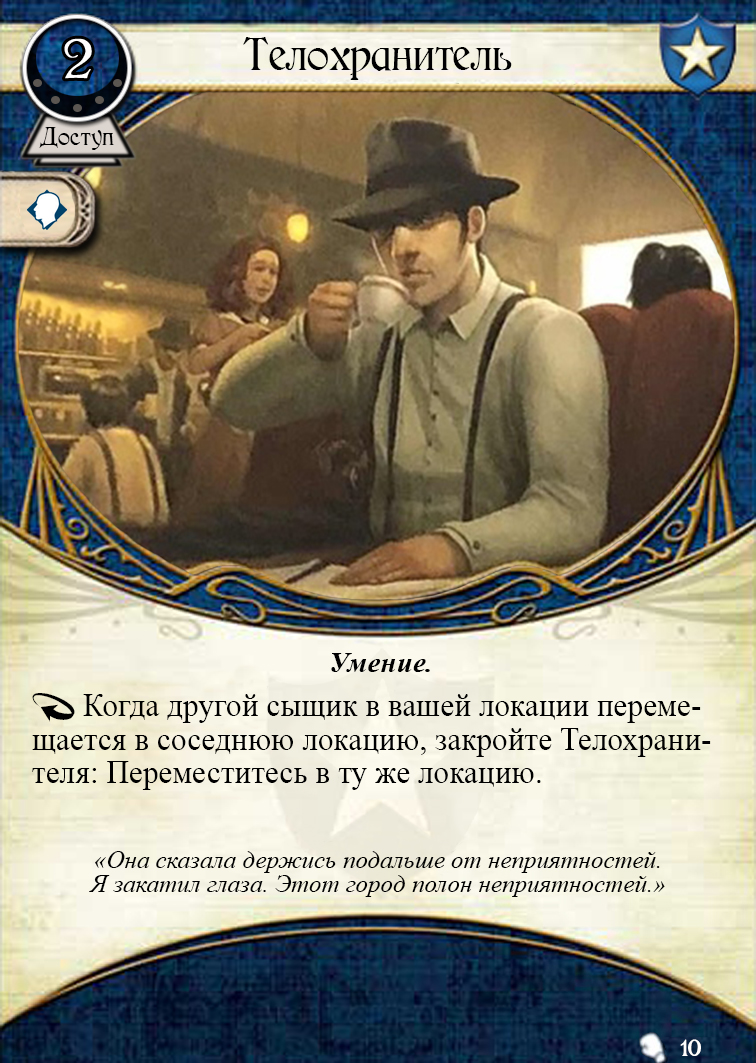 2
Телохранитель
Доступ
Умение.
Когда другой сыщик в вашей локации переме-
щается в соседнюю локацию, закройте Телохрани-
теля: Переместитесь в ту же локацию.
«Она сказала держись подальше от неприятностей.
Я закатил глаза. Этот город полон неприятностей.»
10